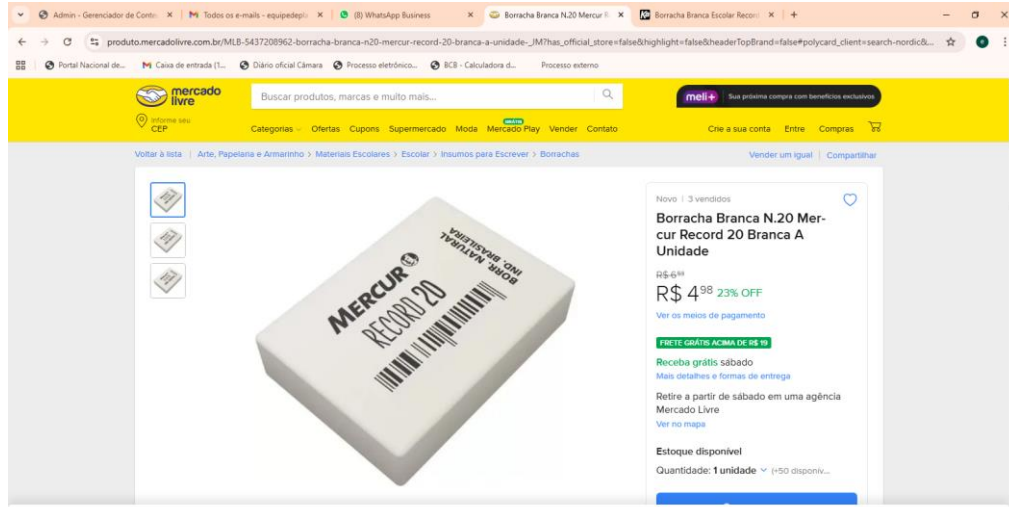 Admin - Gerenciador de Conte
Todos os e-mails - equipedepla
(8) WhatsApp Business
Borracha Branca N.20 Mercur R
Borracha Branca Escolar Record
produto.mercadolivre.com.br/MLB-5437208962-borracha-branca-n20-mercur-record-20-branca-a-unidade-_JM?has_official_store=false&highlight=false&headerTopBrand=false#polycard_client=search-nordic&...
Portal Nacional de...
Caixa de entrada (1...
Diário oficial Câmara
Processo eletrônico...
BCB - Calculadora d...
Processo externo
mercado
livre
Buscar produtos, marcas e muito mais...
meli+ Sua próxima compra com benefícios exclusivos
Informe seu
CEP
GRÁTIS
Categorias Ofertas Cupons Supermercado Moda Mercado Play Vender Contato
Crie a sua conta Entre Compras
Voltar à lista | Arte, Papelaria e Armarinho > Materiais Escolares > Escolar > Insumos para Escrever > Borrachas
Vender um igual | Compartilhar
BORR. NATURAL
IND. BRASILEIRA
MERCUR
RECORD 20
Novo | 3 vendidos
Borracha Branca N.20 Mer-
cur Record 20 Branca A
Unidade
R$ 4 98 23% OFF
Ver os meios de pagamento
FRETE GRÁTIS ACIMA DE R$ 19
Receba grátis sábado
Mais detalhes e formas de entrega
Retire a partir de sábado em uma agência
Mercado Livre
Ver no mapa
Estoque disponível
Quantidade: 1 unidade (+50 disponív...